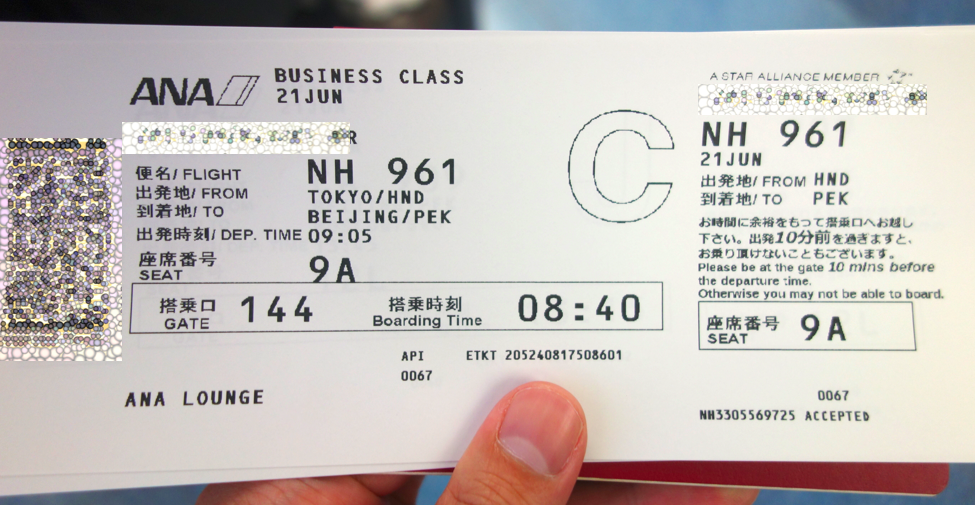 ANA
BUSINESS CLASS
21JUN
R
便名/ FLIGHT NH 961
出発地/ FROM TOKYO/HND
到着地/ TO BEIJING/PEK
出発時刻/ DEP. TIME 09:05
座席番号
SEAT 9A
搭乗口
GATE 144
搭乗時刻
Boarding Time 08:40
API ETKT 205240817508601
0067
ANA LOUNGE
C
A STAR ALLIANCE MEMBER
NH 961
21JUN
出発地/ FROM HND
到着地/ TO PEK
お時間に余裕をもって搭乗口へお越し
下さい。出発10分前を過ぎますと、
お乗り頂けないこともございます。
Please be at the gate 10 mins before
the departure time.
Otherwise you may not be able to board.
座席番号
SEAT 9A
0067
NH3305569725 ACCEPTED